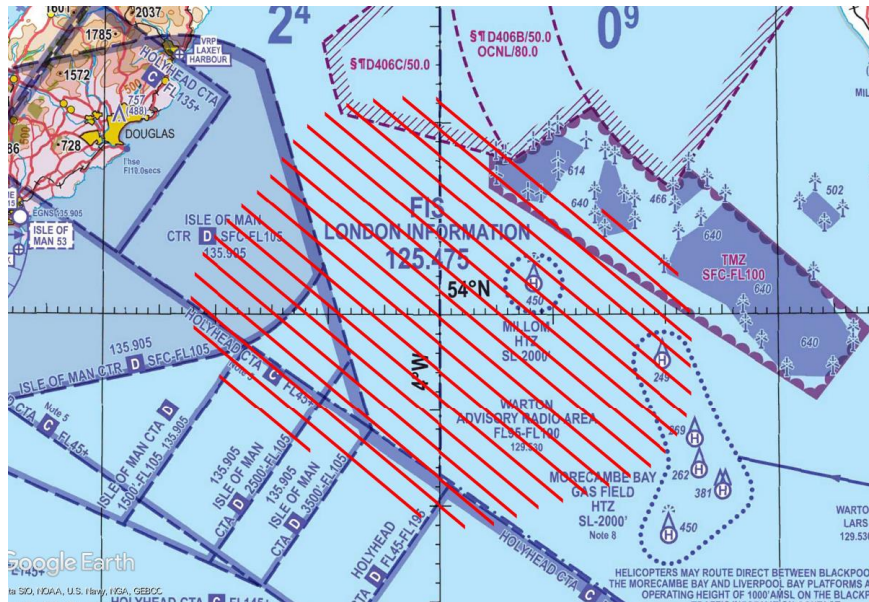 1601
2037
2⁴
0⁹
1785
VRP
LAXEY
HARBOUR
§¶D406C/50.0
§¶D406B/50.0
OCNL/80.0
HOLYHEAD CTA
C FL135+
1572
500
757
(488)
DOUGLAS
728
l'hse
Fl10.0secs
614
640
466
502
EGNS 135.905
ISLE OF
MAN 53
ISLE OF MAN
CTR D SFC-FL105
135.905
FIS
LONDON INFORMATION
125.475
640
TMZ
SFC-FL100
640
54°N
450
MILLOM
HTZ
SL 2000'
640
135.905
ISLE OF MAN CTR D SFC-FL105
HOLYHEAD CTA C FL45+
4°W
249
Note 5
CTA C FL45+
ISLE OF MAN CTA D
1500'-FL105 135.905
135.905
ISLE OF MAN
CTA D 2500'-FL105
135.905
ISLE OF MAN
CTA D 3500'-FL105
WARTON
ADVISORY RADIO AREA
FL95-FL190
129.530
369
262
381
MORECAMBE BAY
GAS FIELD
HTZ
SL-2000'
Note 8
450
HOLYHEAD
CTA D FL45-FL195
HOLYHEAD CTA C
WARTO
LARS
129.530
Google Earth
ta SIO, NOAA, U.S. Navy, NGA, GEBCO
HOLYHEAD CTA C FL145+
HELICOPTERS MAY ROUTE DIRECT BETWEEN BLACKPOO
THE MORECAMBE BAY AND LIVERPOOL BAY PLATFORMS A
OPERATING HEIGHT OF 1000'AMSL ON THE BLACKP